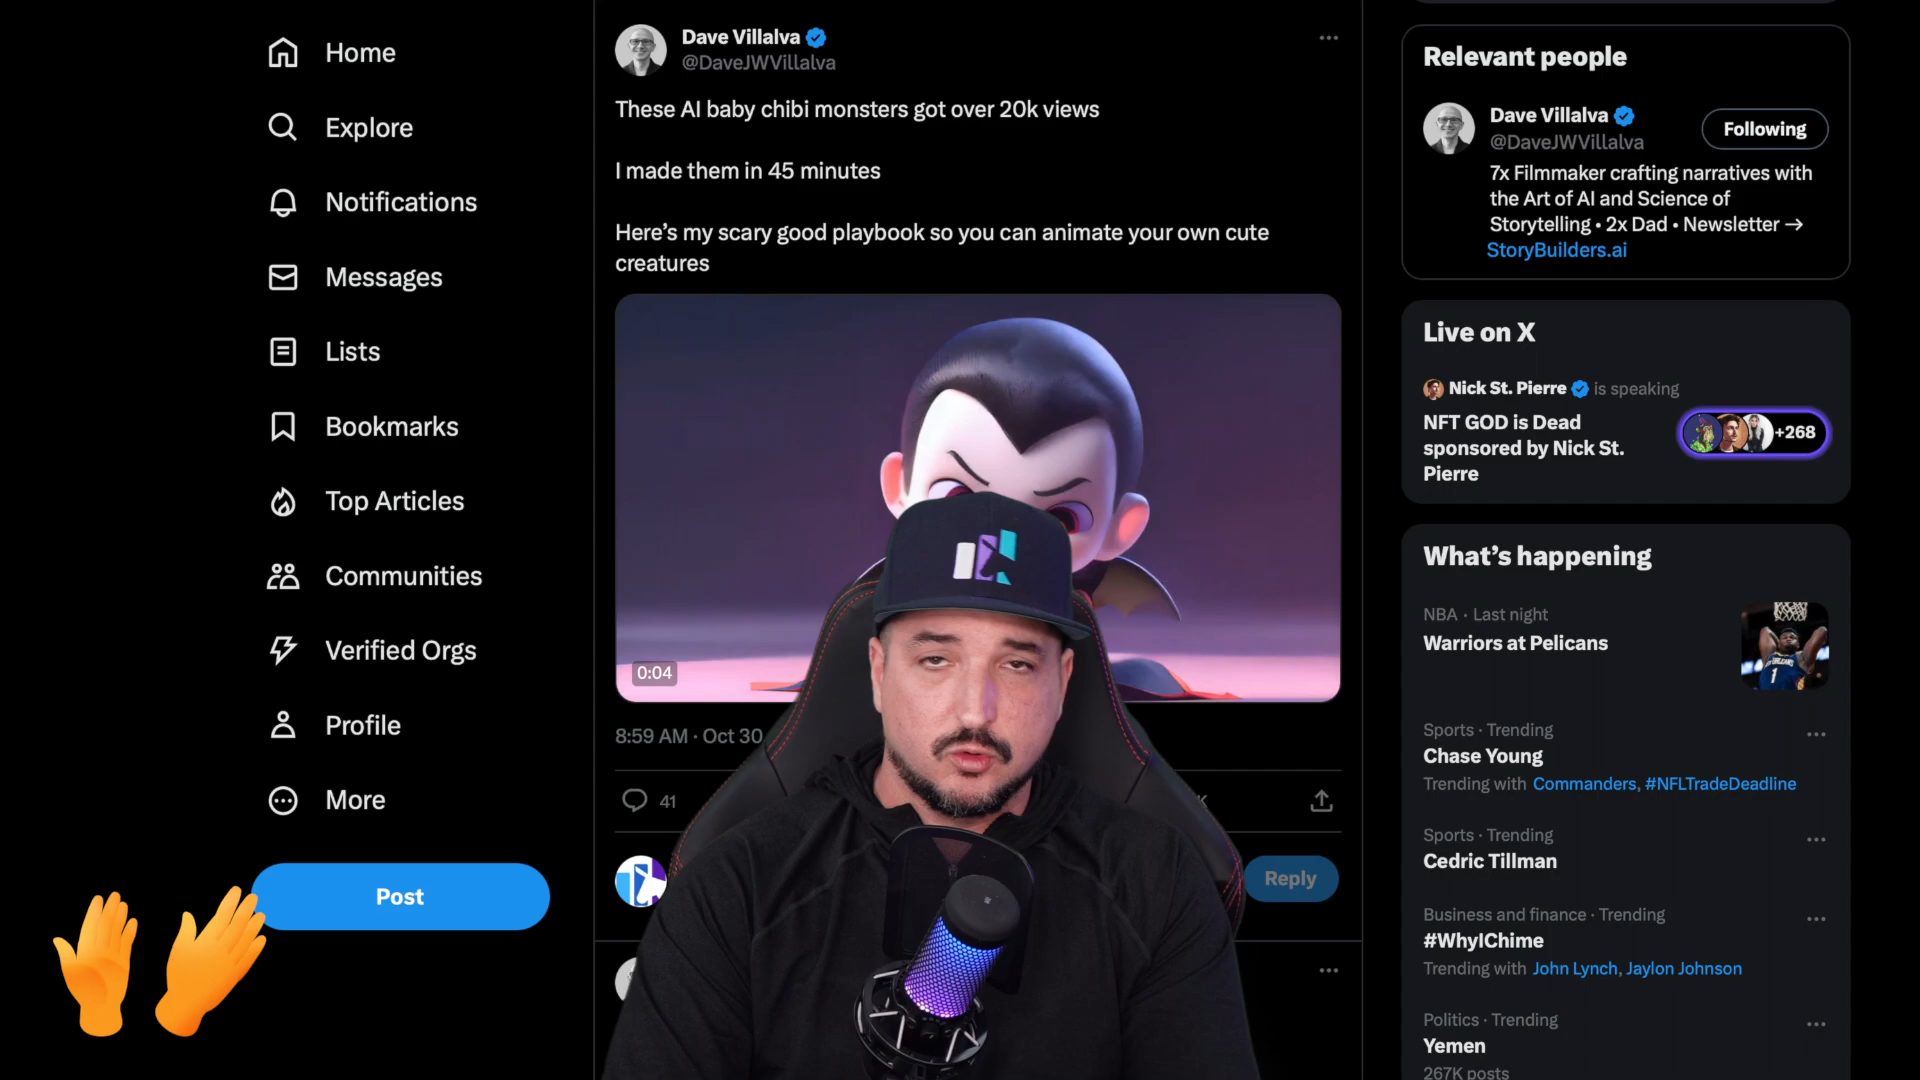 Home
Explore
Notifications
Messages
Lists
Bookmarks
Top Articles
Communities
Verified Orgs
Profile
More
Post
Dave Villalva
@DaveJWVillalva
These AI baby chibi monsters got over 20k views
I made them in 45 minutes
Here’s my scary good playbook so you can animate your own cute
creatures
0:04
8:59 AM · Oct 30
41
K
Reply
Relevant people
Dave Villalva
@DaveJWVillalva
Following
7x Filmmaker crafting narratives with
the Art of AI and Science of
Storytelling • 2x Dad • Newsletter →
StoryBuilders.ai
Live on X
Nick St. Pierre is speaking
NFT GOD is Dead
sponsored by Nick St.
Pierre
+268
What’s happening
NBA · Last night
Warriors at Pelicans
Sports · Trending
Chase Young
Trending with Commanders, #NFLTradeDeadline
Sports · Trending
Cedric Tillman
Business and finance · Trending
#WhyIChime
Trending with John Lynch, Jaylon Johnson
Politics · Trending
Yemen
267K posts